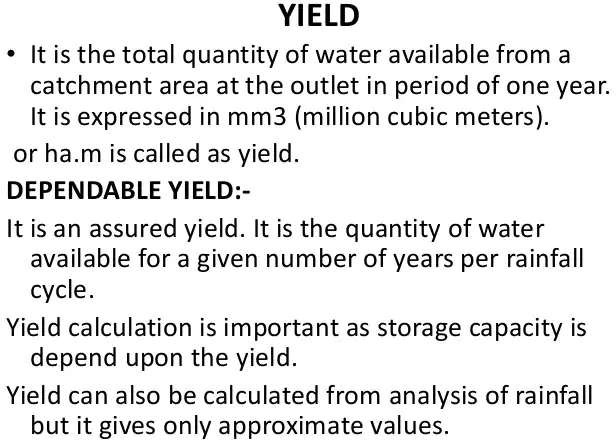 YIELD
• It is the total quantity of water available from a
catchment area at the outlet in period of one year.
It is expressed in mm3 (million cubic meters).
or ha.m is called as yield.
DEPENDABLE YIELD:-
It is an assured yield. It is the quantity of water
available for a given number of years per rainfall
cycle.
Yield calculation is important as storage capacity is
depend upon the yield.
Yield can also be calculated from analysis of rainfall
but it gives only approximate values.